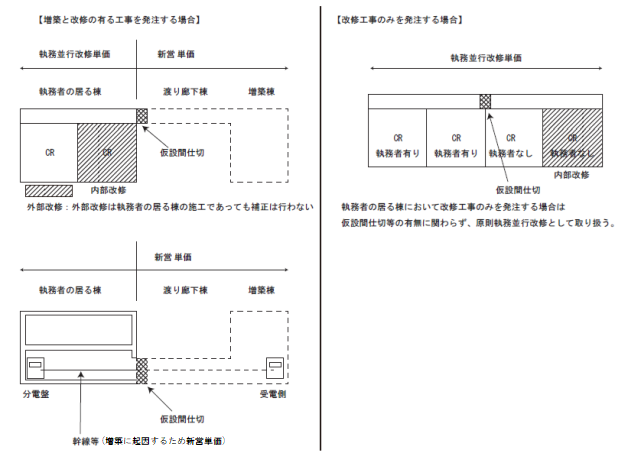 【増築と改修の有る工事を発注する場合】
執務並行改修単価
新営 単価
執務者の居る棟
渡り廊下棟
増築棟
CR
CR
仮設間仕切
内部改修
外部改修：外部改修は執務者の居る棟の施工であっても補正は行わない
新営 単価
執務者の居る棟
渡り廊下棟
増築棟
分電盤
受電側
仮設間仕切
幹線等（増築に起因するため新営単価）
【改修工事のみを発注する場合】
執務並行改修単価
CR
執務者有り
CR
執務者有り
CR
執務者なし
CR
執務者なし
内部改修
仮設間仕切
執務者の居る棟において改修工事のみを発注する場合は
仮設間仕切等の有無に関わらず、原則執務並行改修として取り扱う。